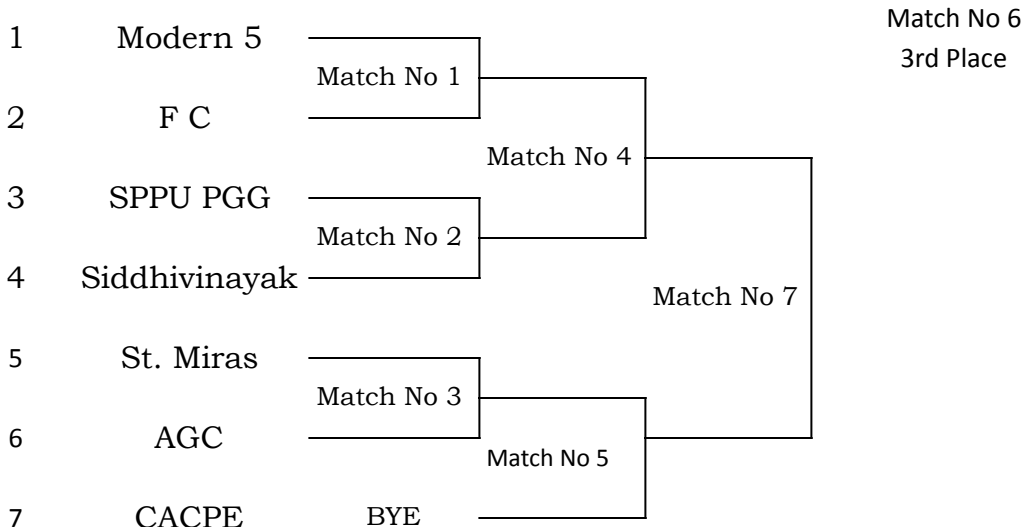 Match No 6
3rd Place
1 Modern 5
Match No 1
2 F C
Match No 4
3 SPPU PGG
Match No 2
4 Siddhivinayak
Match No 7
5 St. Miras
Match No 3
6 AGC
Match No 5
7 CACPE BYE